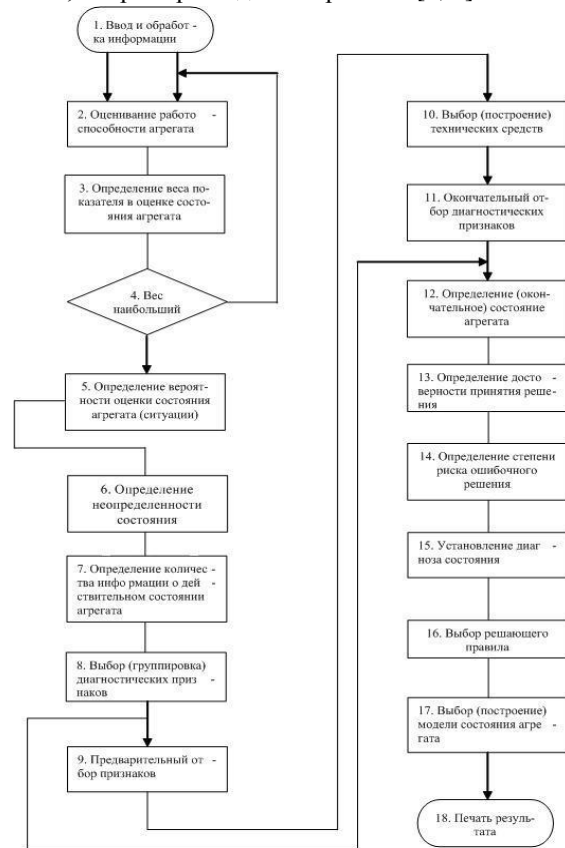 1. Ввод и обработ -
ка информации
2. Оценивание работо -
способности агрегата
3. Определение веса по-
казателя в оценке состо-
яния агрегата
4. Вес
наибольший
5. Определение вероят-
ности оценки состояния
агрегата (ситуации)
6. Определение
неопределенности
состояния
7. Определение количес -
тва инфо рмации о дей -
ствительном состоянии
агрегата
8. Выбор (группировка)
диагностических приз -
наков
9. Предварительный от -
бор признаков
10. Выбор (построение)
технических средств
11. Окончательный от-
бор диагностических
признаков
12. Определение (окон-
чательное) состояние
агрегата
13. Определение досто -
верности принятия реше-
ния
14. Определение степени
риска ошибочного
решения
15. Установление диаг -
ноза состояния
16. Выбор решающего
правила
17. Выбор (построение)
модели состояния агре -
гата
18. Печать резуль-
тата